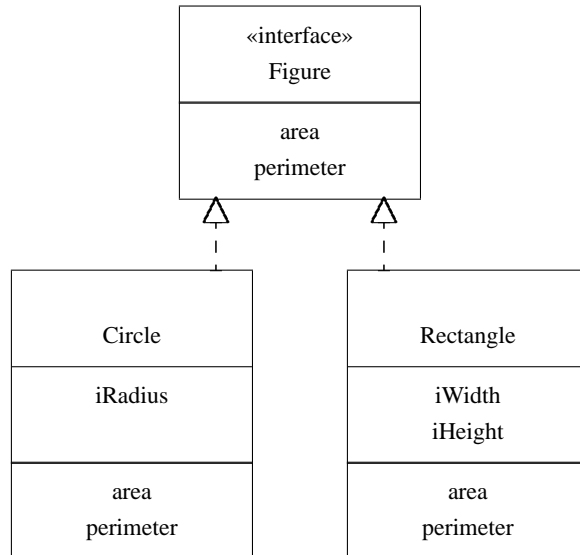 «interface»
Figure
area
perimeter
Circle
iRadius
area
perimeter
Rectangle
iWidth
iHeight
area
perimeter